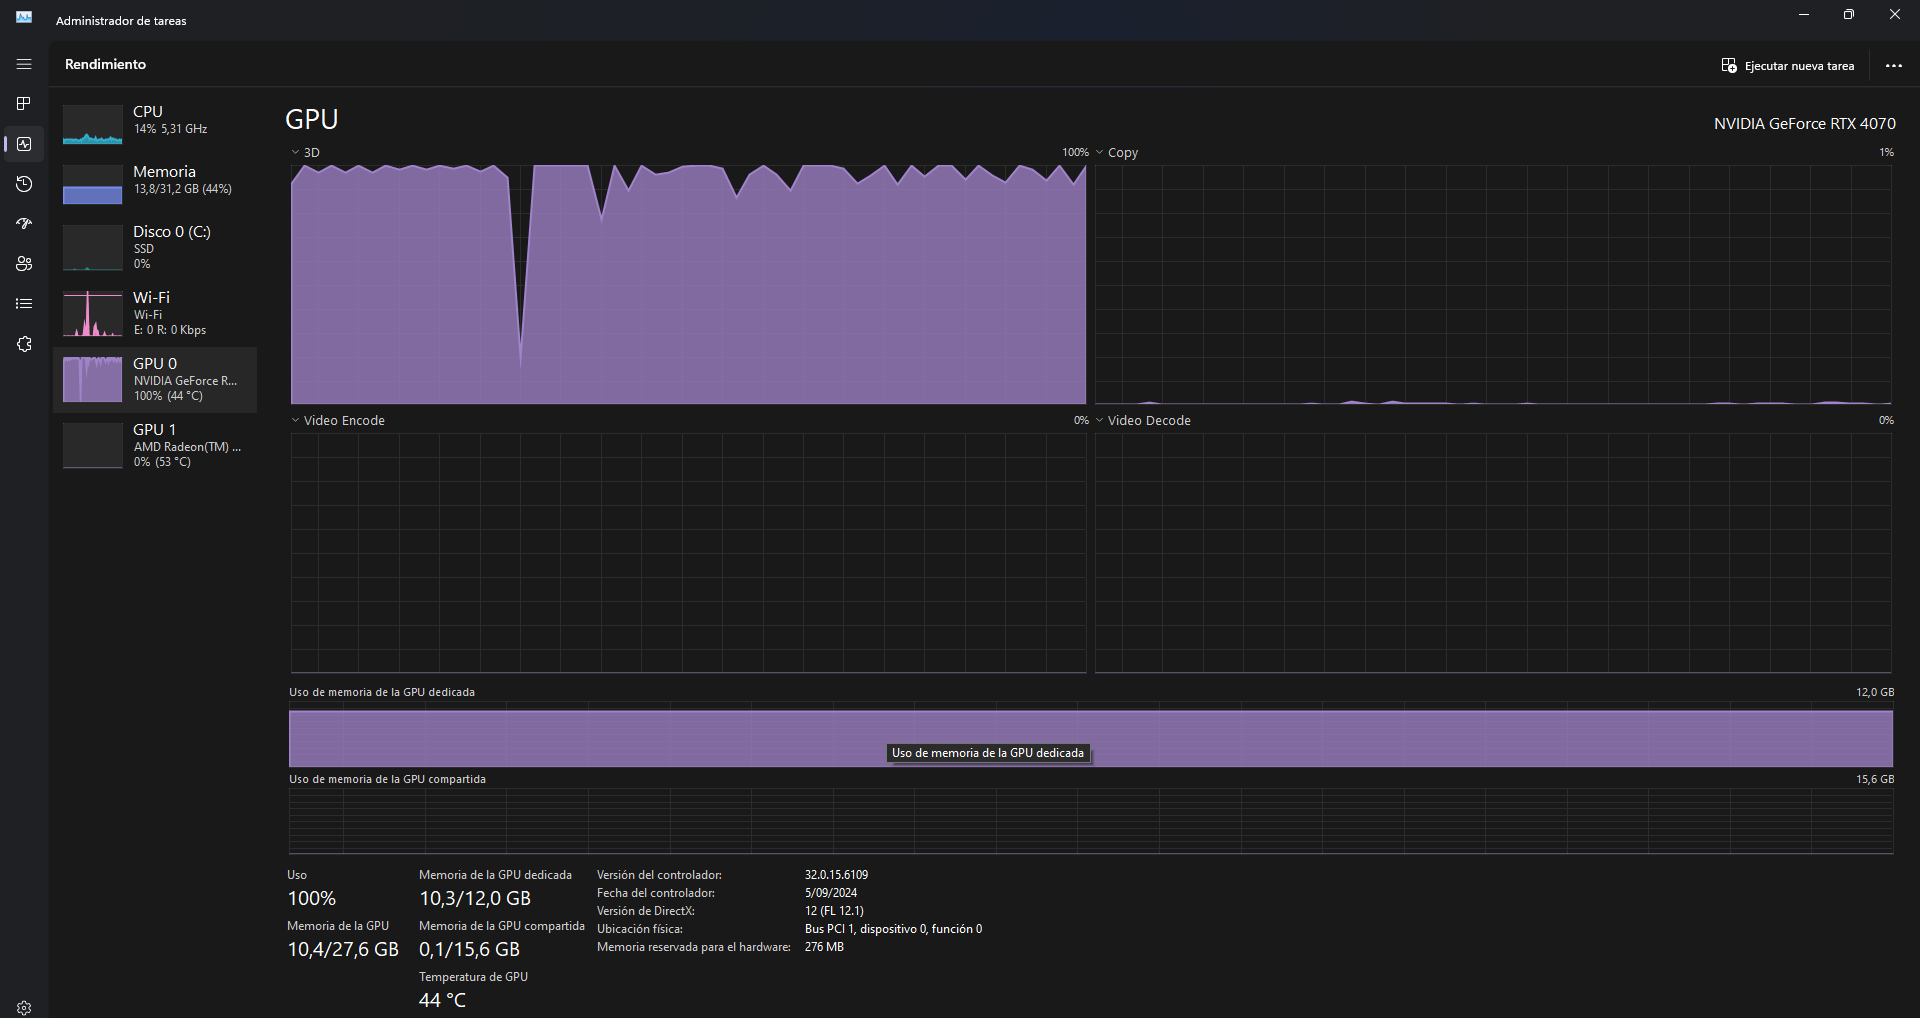 Administrador de tareas
Rendimiento
Ejecutar nueva tarea
CPU
14% 5,31 GHz
Memoria
13,8/31,2 GB (44%)
Disco 0 (C:)
SSD
0%
Wi-Fi
Wi-Fi
E: 0 R: 0 Kbps
GPU 0
NVIDIA GeForce R...
100% (44 °C)
GPU 1
AMD Radeon(TM) ...
0% (53 °C)
GPU
NVIDIA GeForce RTX 4070
3D 100%
Copy 1%
Video Encode 0%
Video Decode 0%
Uso de memoria de la GPU dedicada 12,0 GB
Uso de memoria de la GPU dedicada
Uso de memoria de la GPU compartida 15,6 GB
Uso
100%
Memoria de la GPU
10,4/27,6 GB
Memoria de la GPU dedicada
10,3/12,0 GB
Memoria de la GPU compartida
0,1/15,6 GB
Temperatura de GPU
44 °C
Versión del controlador: 32.0.15.6109
Fecha del controlador: 5/09/2024
Versión de DirectX: 12 (FL 12.1)
Ubicación física: Bus PCI 1, dispositivo 0, función 0
Memoria reservada para el hardware: 276 MB